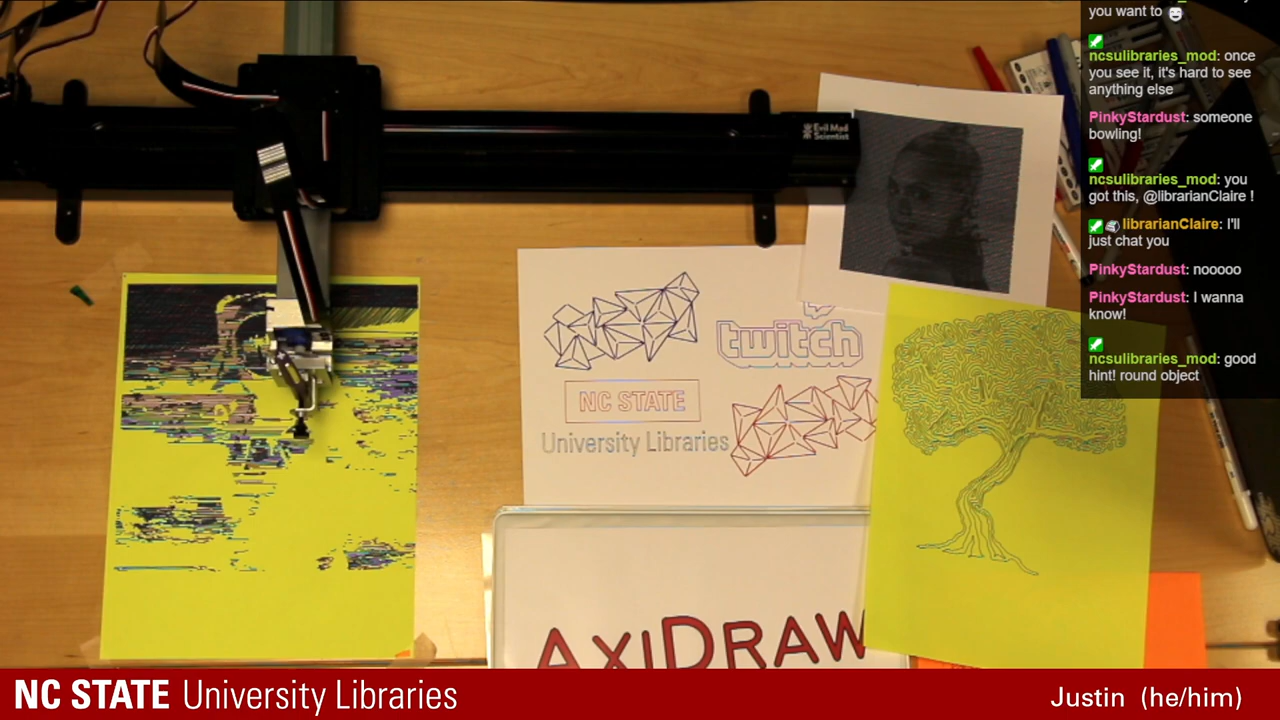 you want to
ncsulibraries_mod: once
you see it, it's hard to see
anything else
PinkyStardust: someone
bowling!
ncsulibraries_mod: you
got this, @librarianClaire !
librarianClaire: I'll
just chat you
PinkyStardust: nooooo
PinkyStardust: I wanna
know!
ncsulibraries_mod: good
hint! round object
Evil Mad
Scientist
twitch
NC STATE
University Libraries
AXIDRAW
NC STATE University Libraries
Justin (he/him)